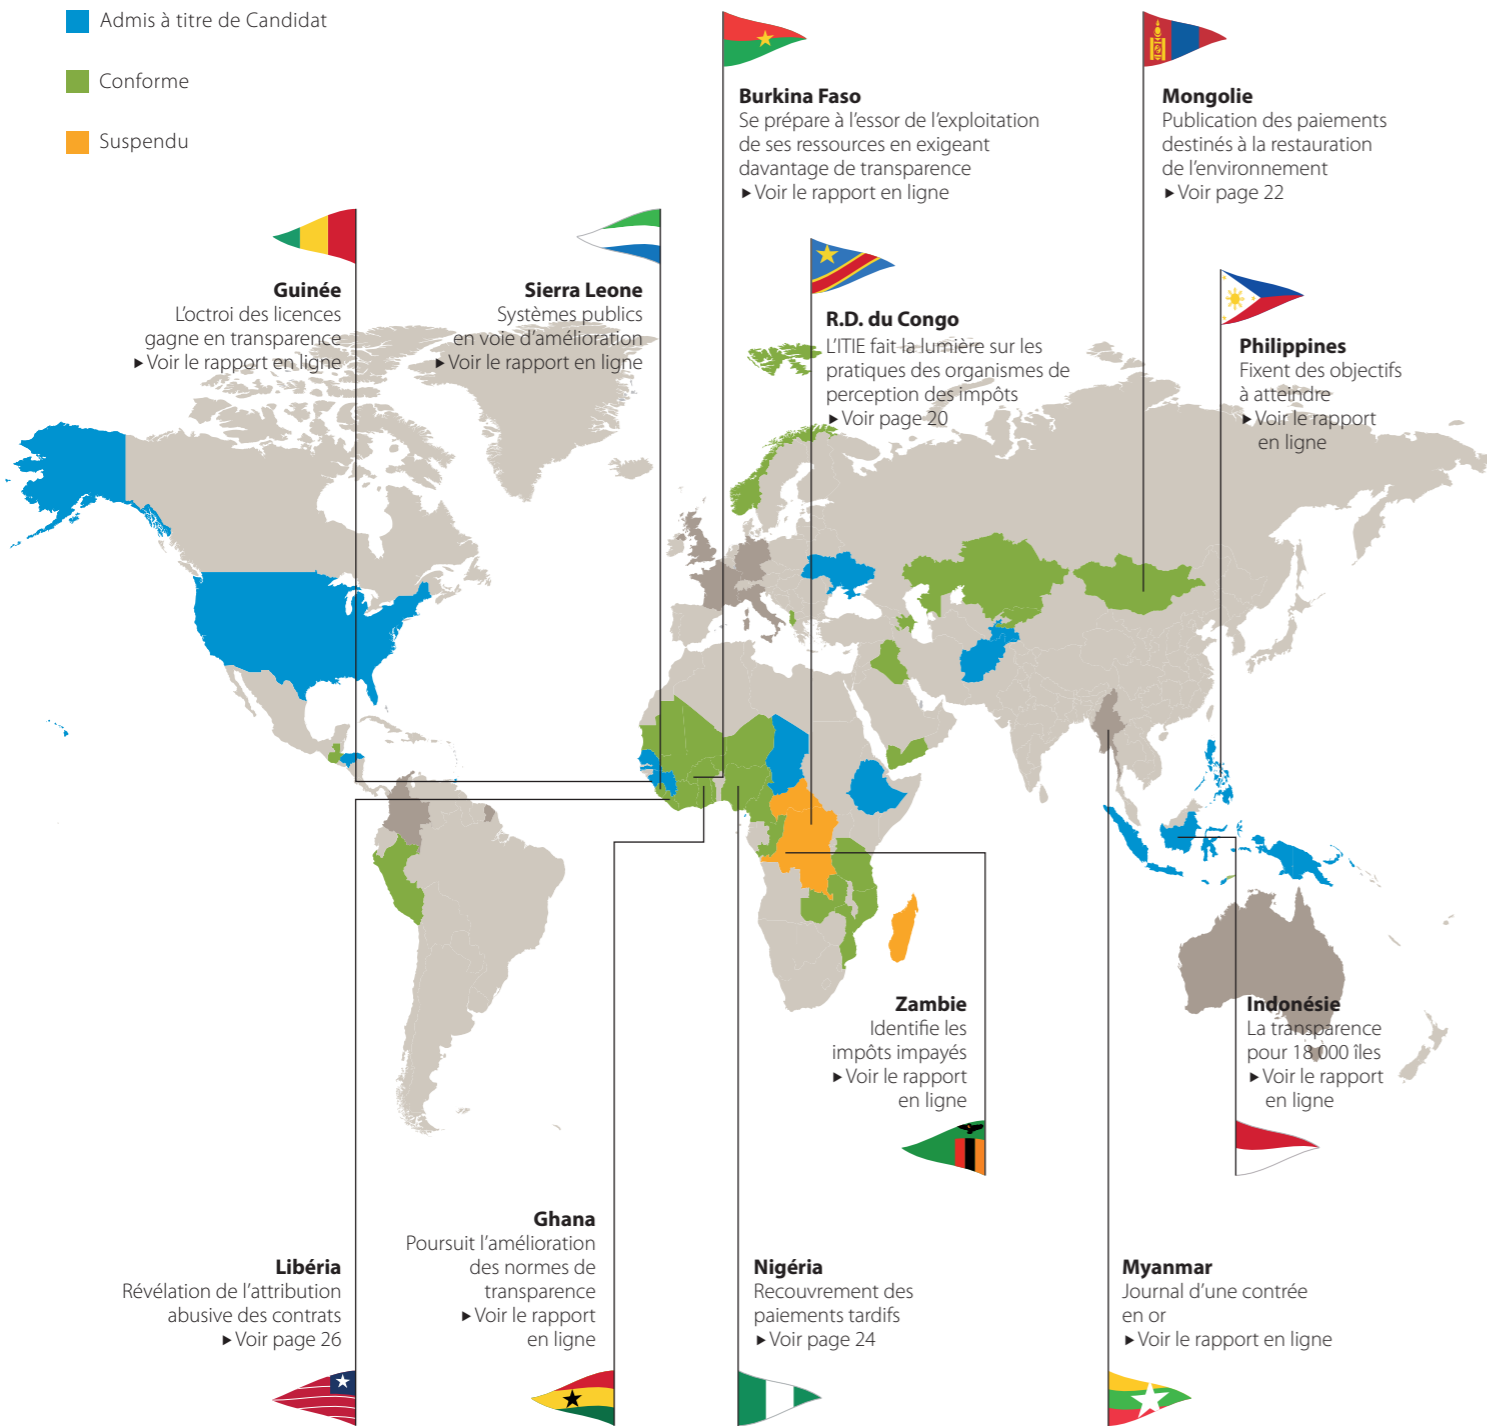 Admis à titre de Candidat
Conforme
Suspendu
Burkina Faso
Se prépare à l'essor de l'exploitation
de ses ressources en exigeant
davantage de transparence
▸ Voir le rapport en ligne
Mongolie
Publication des paiements
destinés à la restauration
de l'environnement
▸ Voir page 22
Guinée
L'octroi des licences
gagne en transparence
▸ Voir le rapport en ligne
Sierra Leone
Systèmes publics
en voie d'amélioration
▸ Voir le rapport en ligne
R.D. du Congo
L'ITIE fait la lumière sur les
pratiques des organismes de
perception des impôts
▸ Voir page 20
Philippines
Fixent des objectifs
à atteindre
▸ Voir le rapport
en ligne
Zambie
Identifie les
impôts impayés
▸ Voir le rapport
en ligne
Indonésie
La transparence
pour 18 000 îles
▸ Voir le rapport
en ligne
Libéria
Révélation de l'attribution
abusive des contrats
▸ Voir page 26
Ghana
Poursuit l'amélioration
des normes de
transparence
▸ Voir le rapport
en ligne
Nigéria
Recouvrement des
paiements tardifs
▸ Voir page 24
Myanmar
Journal d'une contrée
en or
▸ Voir le rapport en ligne